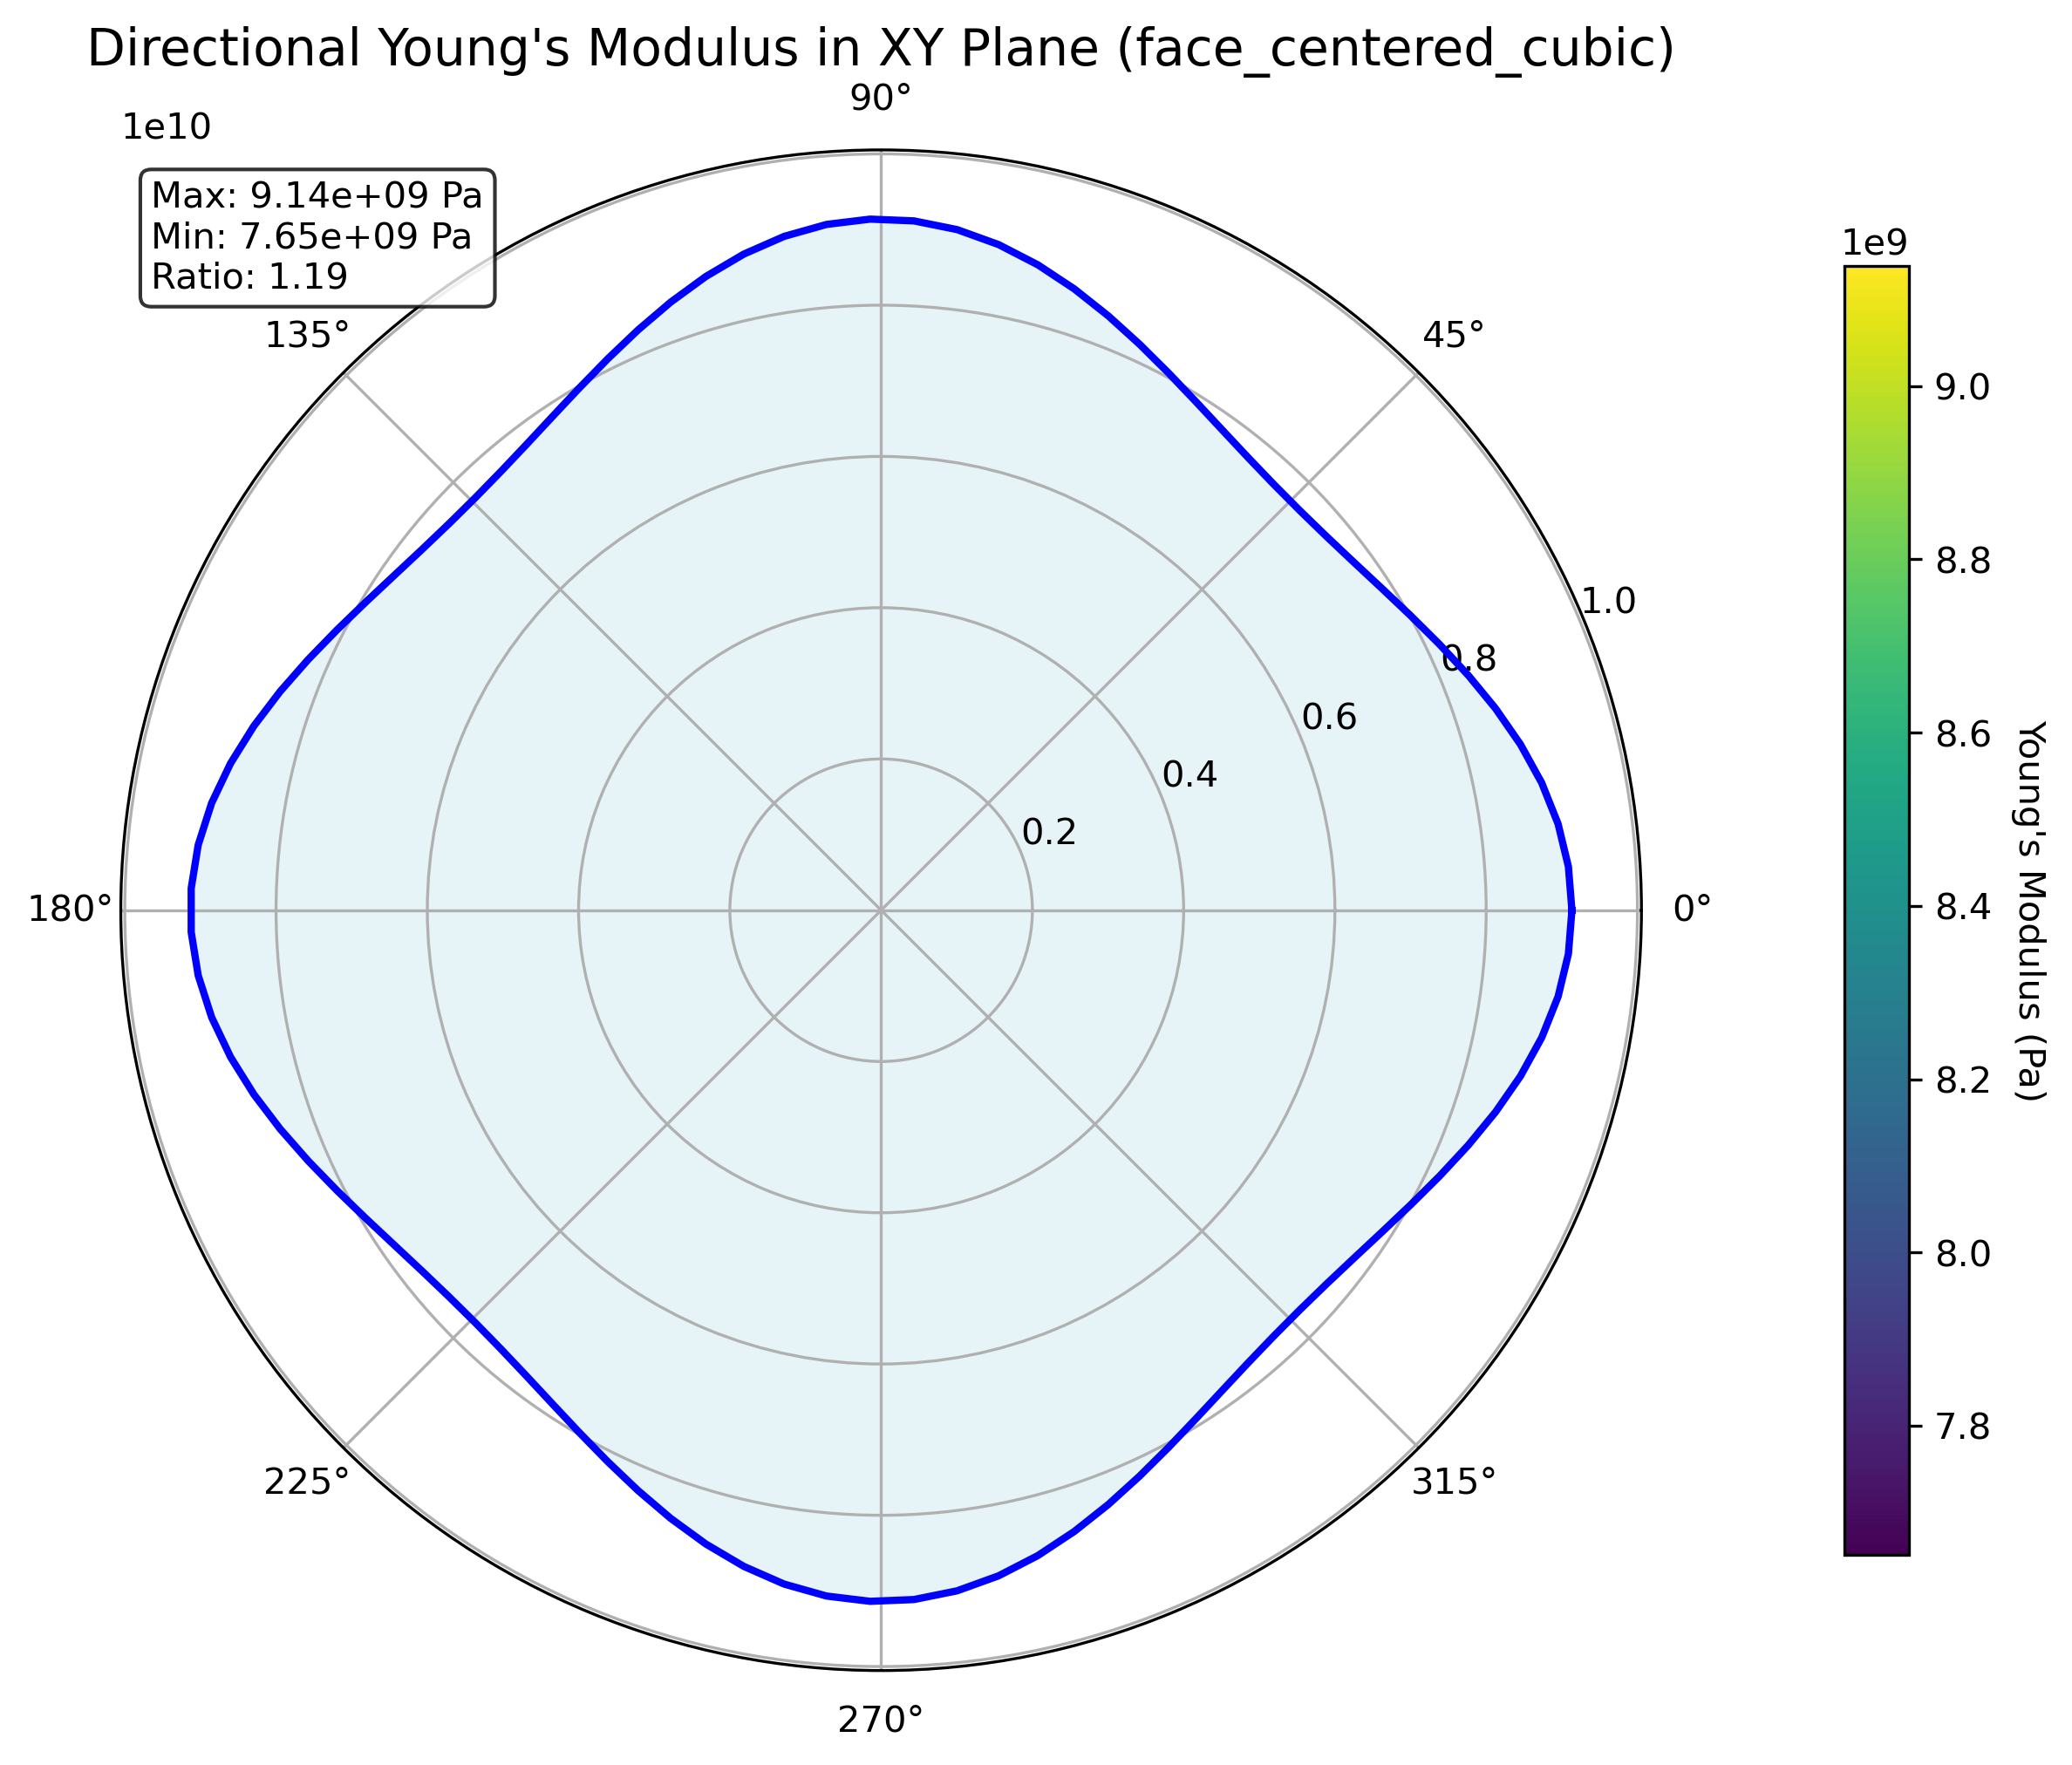 Directional Young's Modulus in XY Plane (face_centered_cubic)
90°
1e10
Max: 9.14e+09 Pa
Min: 7.65e+09 Pa
Ratio: 1.19
135°
45°
1e9
9.0
8.8
8.6
8.4
8.2
8.0
7.8
Young's Modulus (Pa)
1.0
0.8
0.6
0.4
0.2
180°
0°
225°
315°
270°